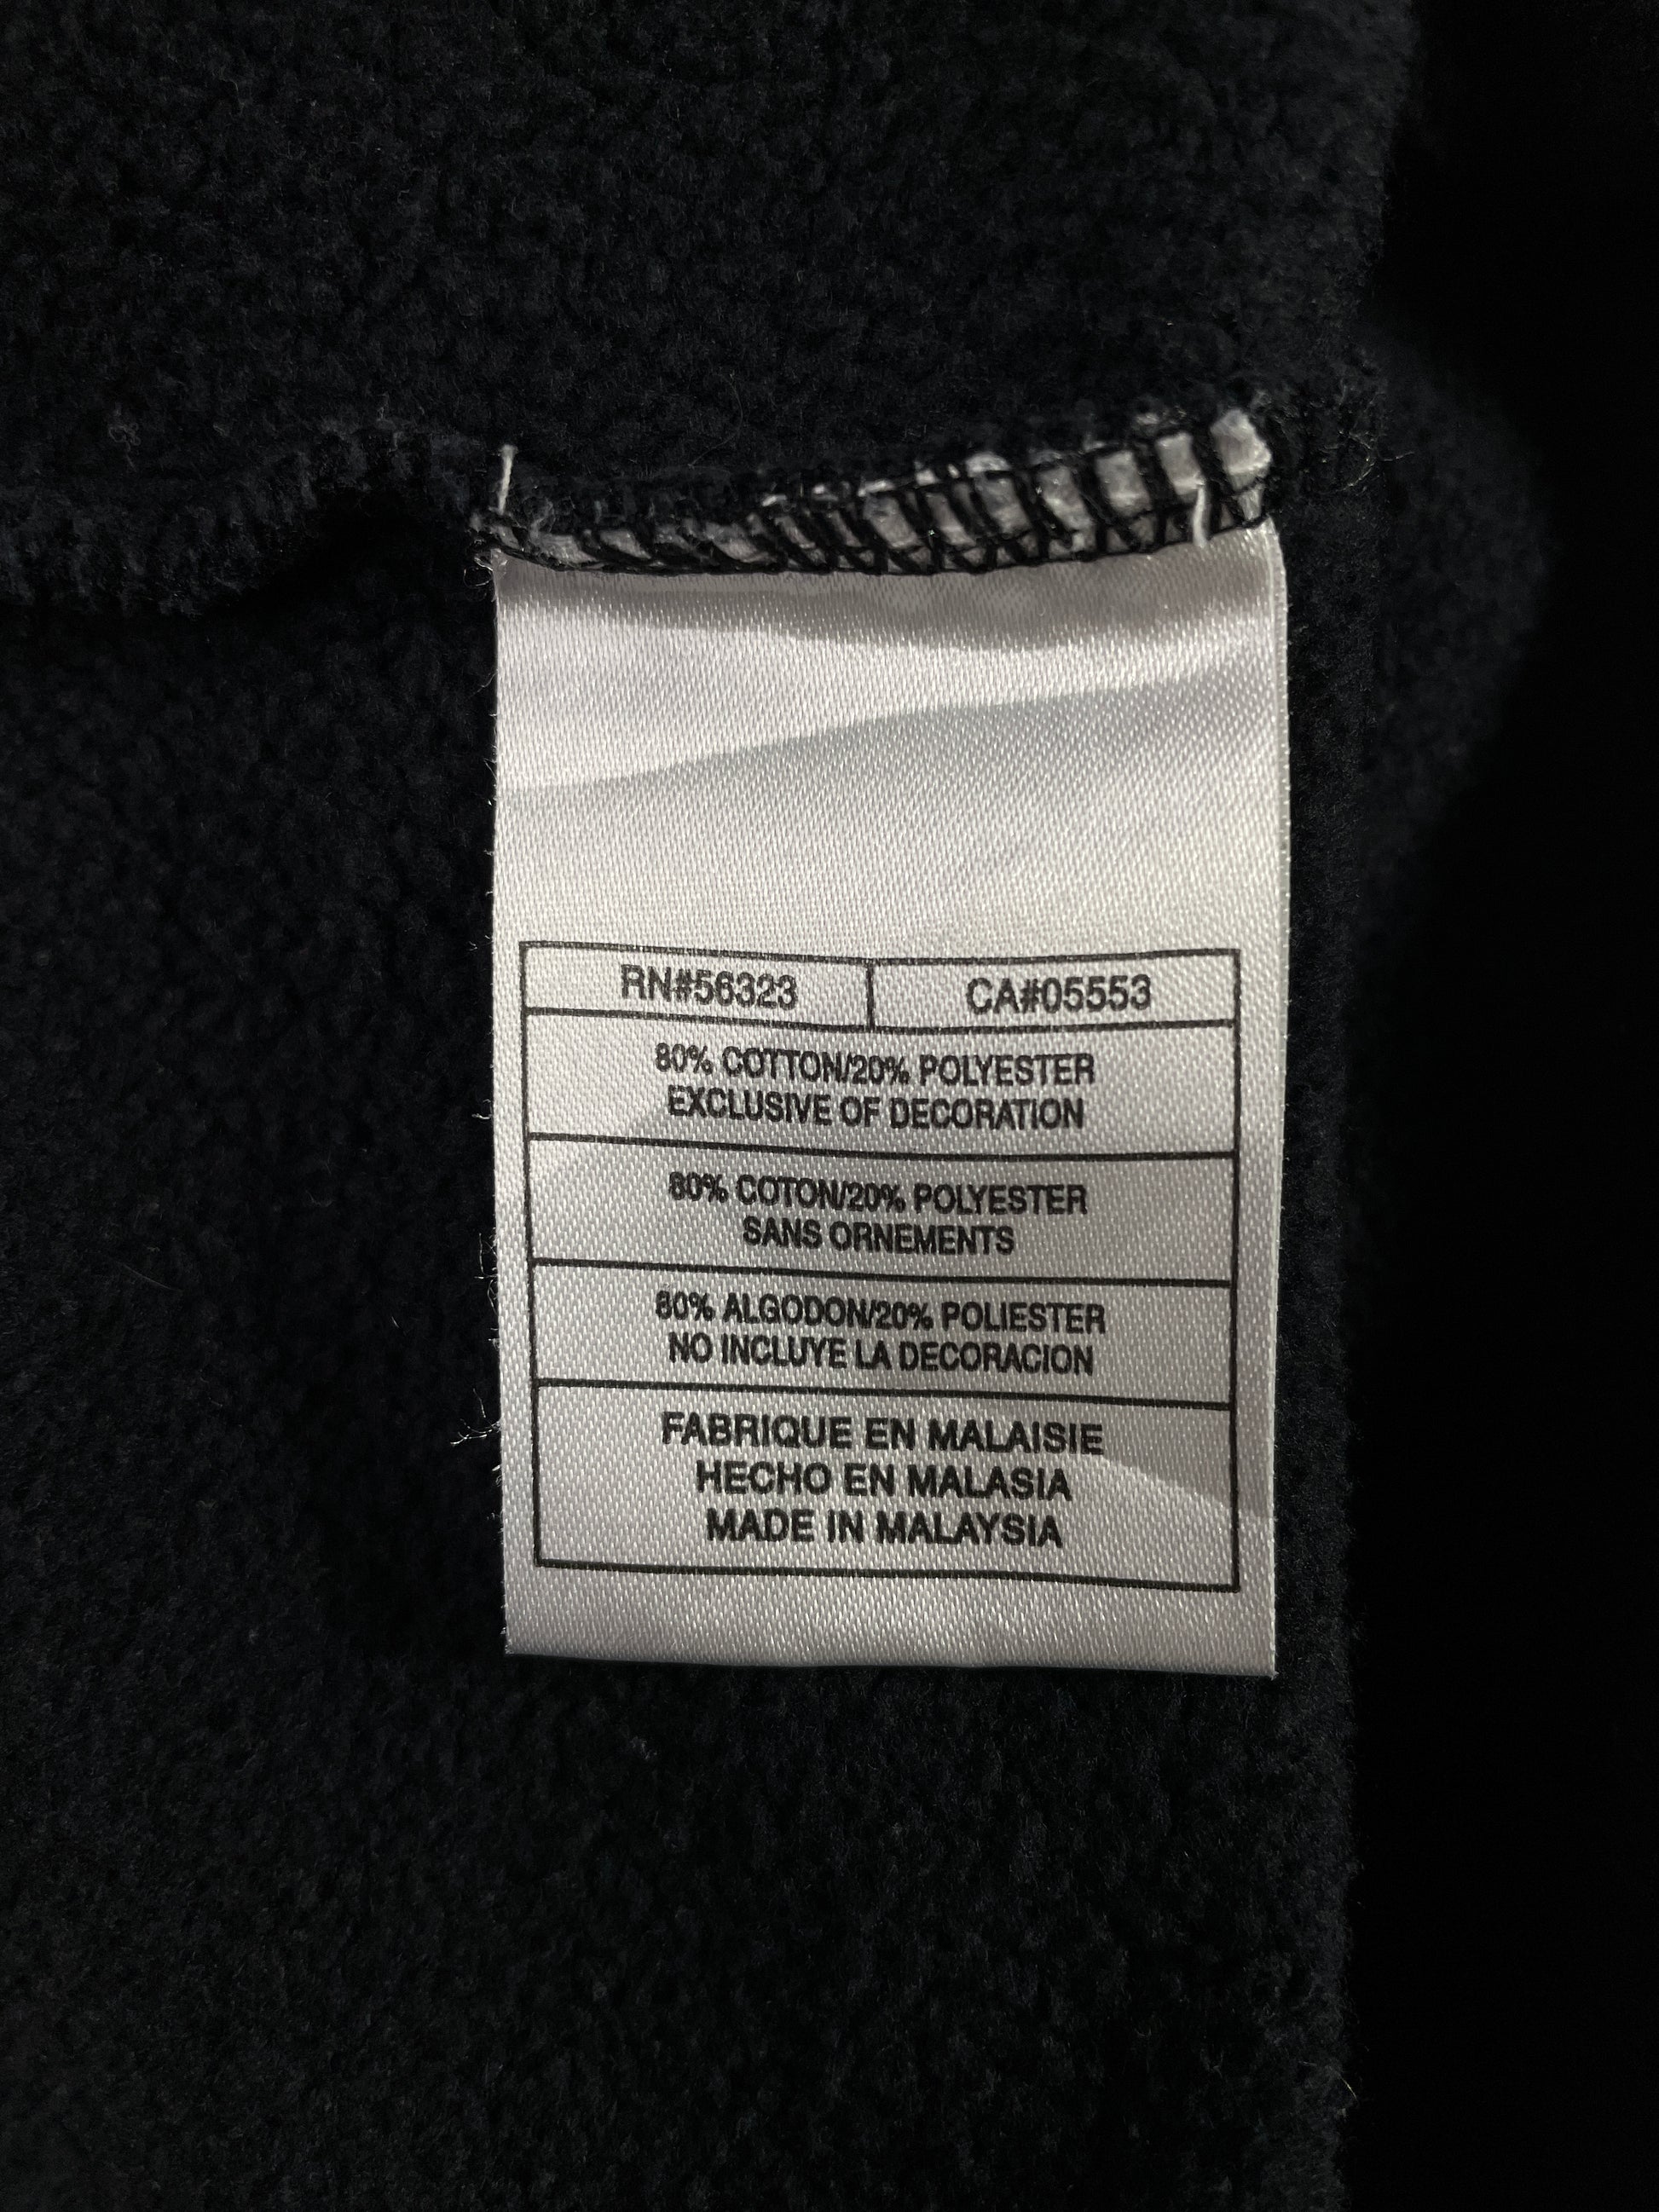 RN#56323 CA#05553
80% COTTON/20% POLYESTER
EXCLUSIVE OF DECORATION
80% COTON/20% POLYESTER
SANS ORNEMENTS
80% ALGODON/20% POLIESTER
NO INCLUYE LA DECORACION
FABRIQUE EN MALAISIE
HECHO EN MALASIA
MADE IN MALAYSIA